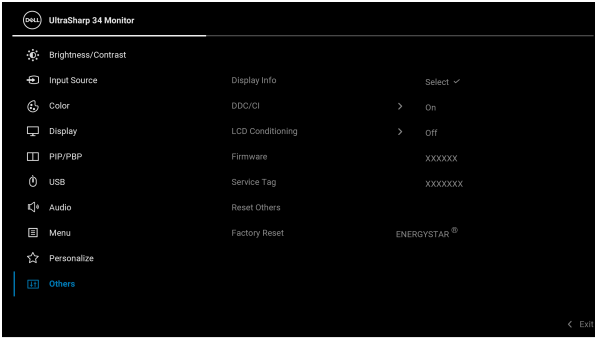 DELL UltraSharp 34 Monitor
Brightness/Contrast
Input Source Display Info Select
Color DDC/CI On
Display LCD Conditioning Off
PIP/PBP Firmware XXXXXX
USB Service Tag XXXXXXX
Audio Reset Others
Menu Factory Reset ENERGYSTAR ®
Personalize
Others
Exit